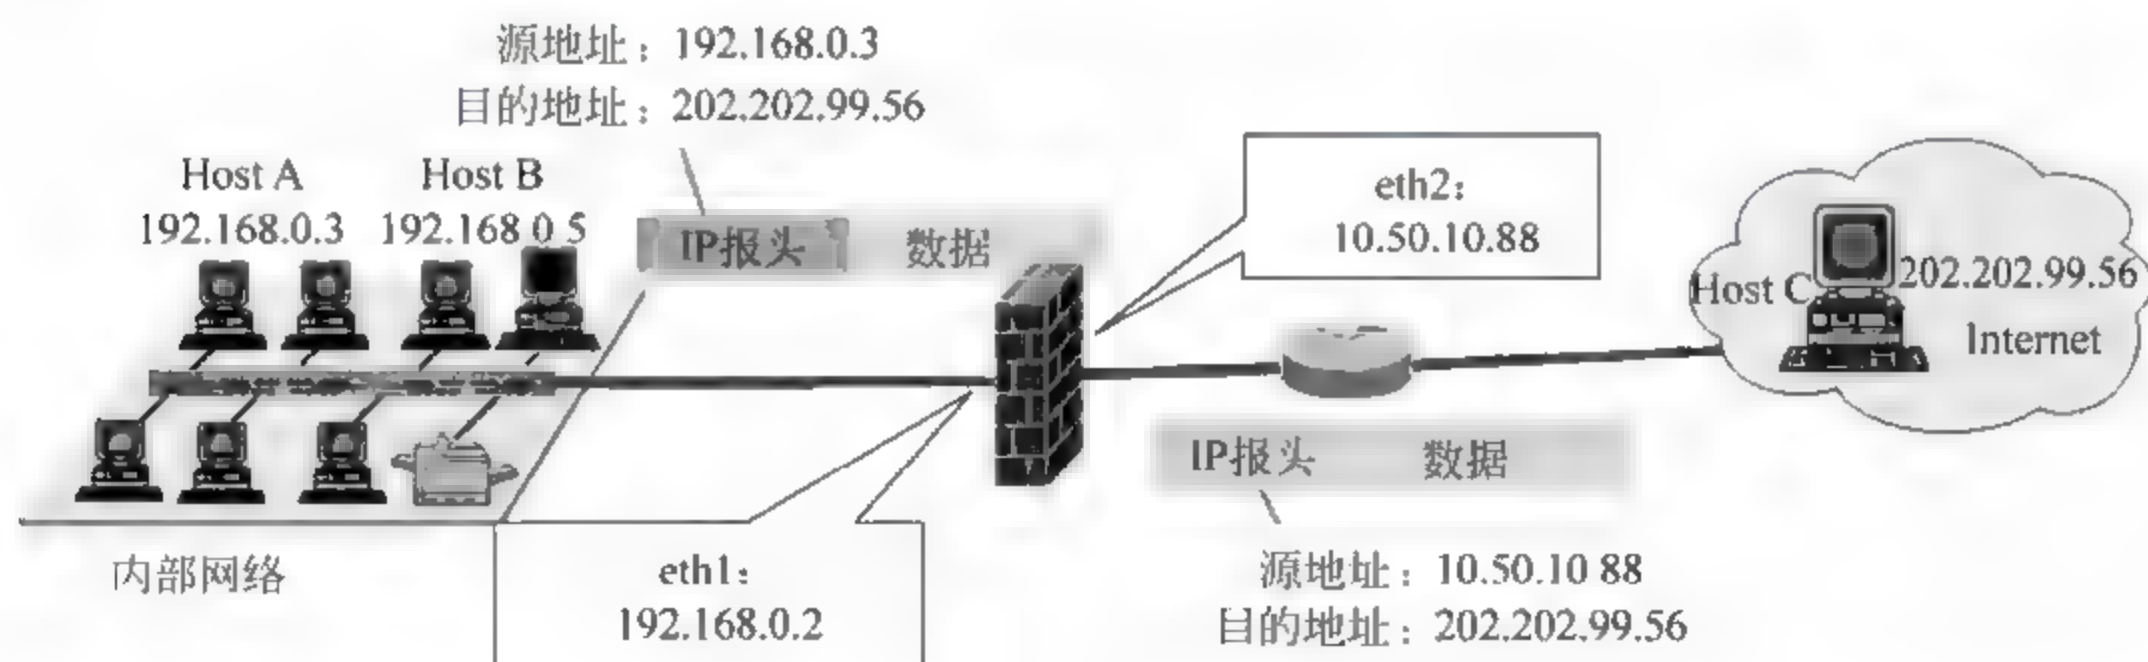 源地址：192.168.0.3
目的地址：202.202.99.56
Host A
192.168.0.3
Host B
192.168 0 5
IP报头
数据
eth2：
10.50.10.88
Host C
202.202.99.56
Internet
IP报头
数据
内部网络
eth1：
192.168.0.2
源地址：10.50.10 88
目的地址：202.202.99.56